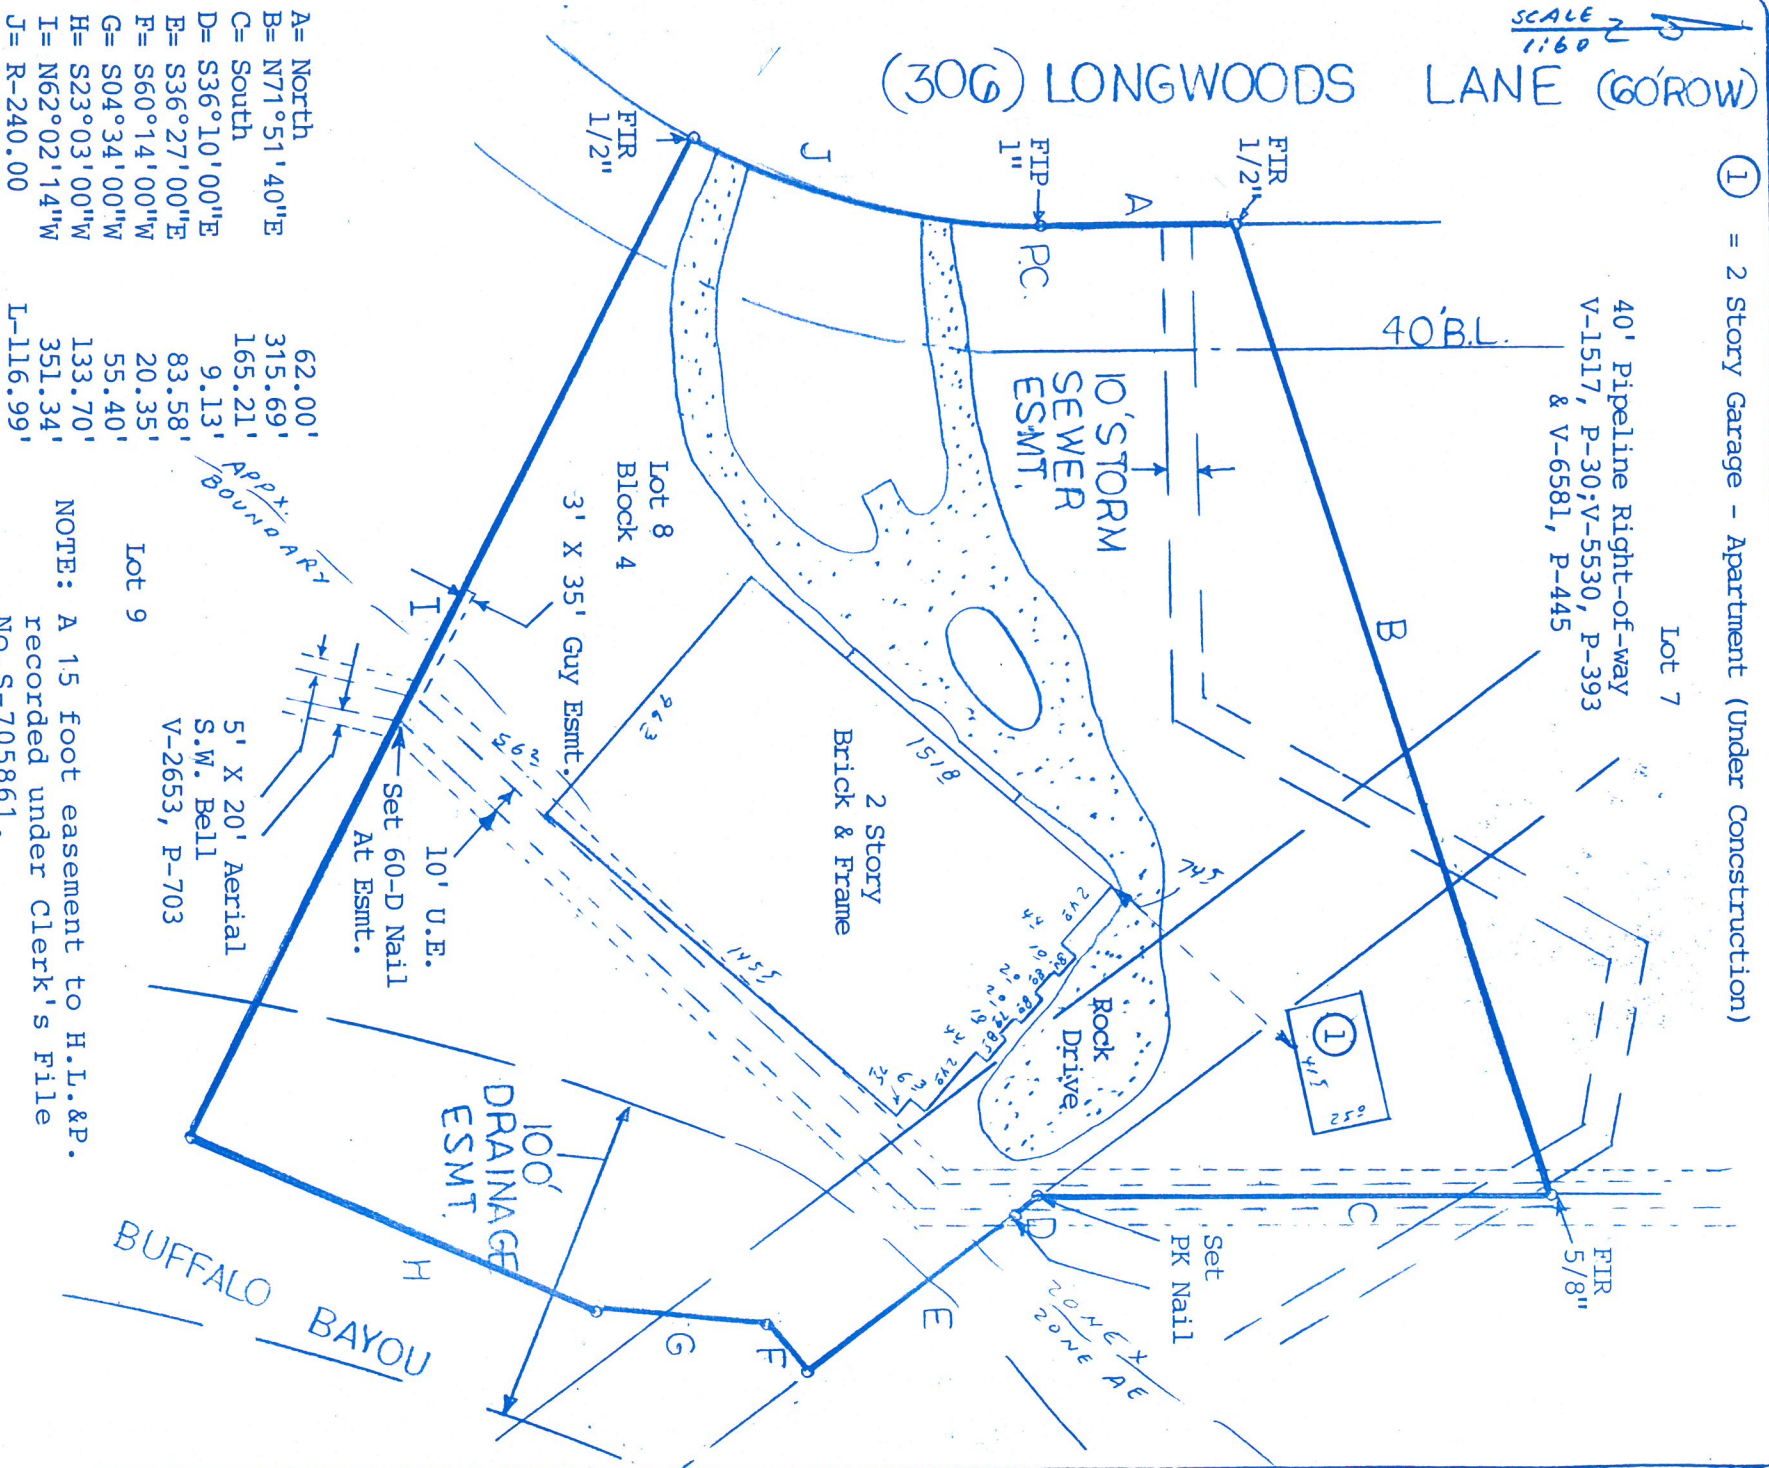 SCALE
1:60
(306) LONGWOODS LANE (60'ROW)
① = 2 Story Garage - Apartment (Under Concstruction)
Lot 7
40' Pipeline Right-of-way
V-1517, P-30;V-5530, P-393
& V-6581, P-445
FIR
1/2"
A
FIP
1"
P.C.
J
FIR
1/2"
40'B.L.
B
10'STORM
SEWER
ESMT.
Lot 8
Block 4
3' X 35' Guy Esmt.
2 Story
Brick & Frame
Rock
Drive
①
FIR
5/8"
C
Set
PK Nail
D
ZONE X
ZONE AE
E
F
G
H
I
10' U.E.
Set 60-D Nail
At Esmt.
5' X 20' Aerial
S.W. Bell
V-2653, P-703
100'
DRAINAGE
ESMT.
BUFFALO BAYOU
APPX.
BOUNDARY
Lot 9
A= North 62.00'
B= N71°51'40"E 315.69'
C= South 165.21'
D= S36°10'00"E 9.13'
E= S36°27'00"E 83.58'
F= S60°14'00"W 20.35'
G= S04°34'00"W 55.40'
H= S23°03'00"W 133.70'
I= N62°02'14"W 351.34'
J= R-240.00 L-116.99'
NOTE: A 15 foot easement to H.L.&P.
recorded under Clerk's File
No. S-705861.